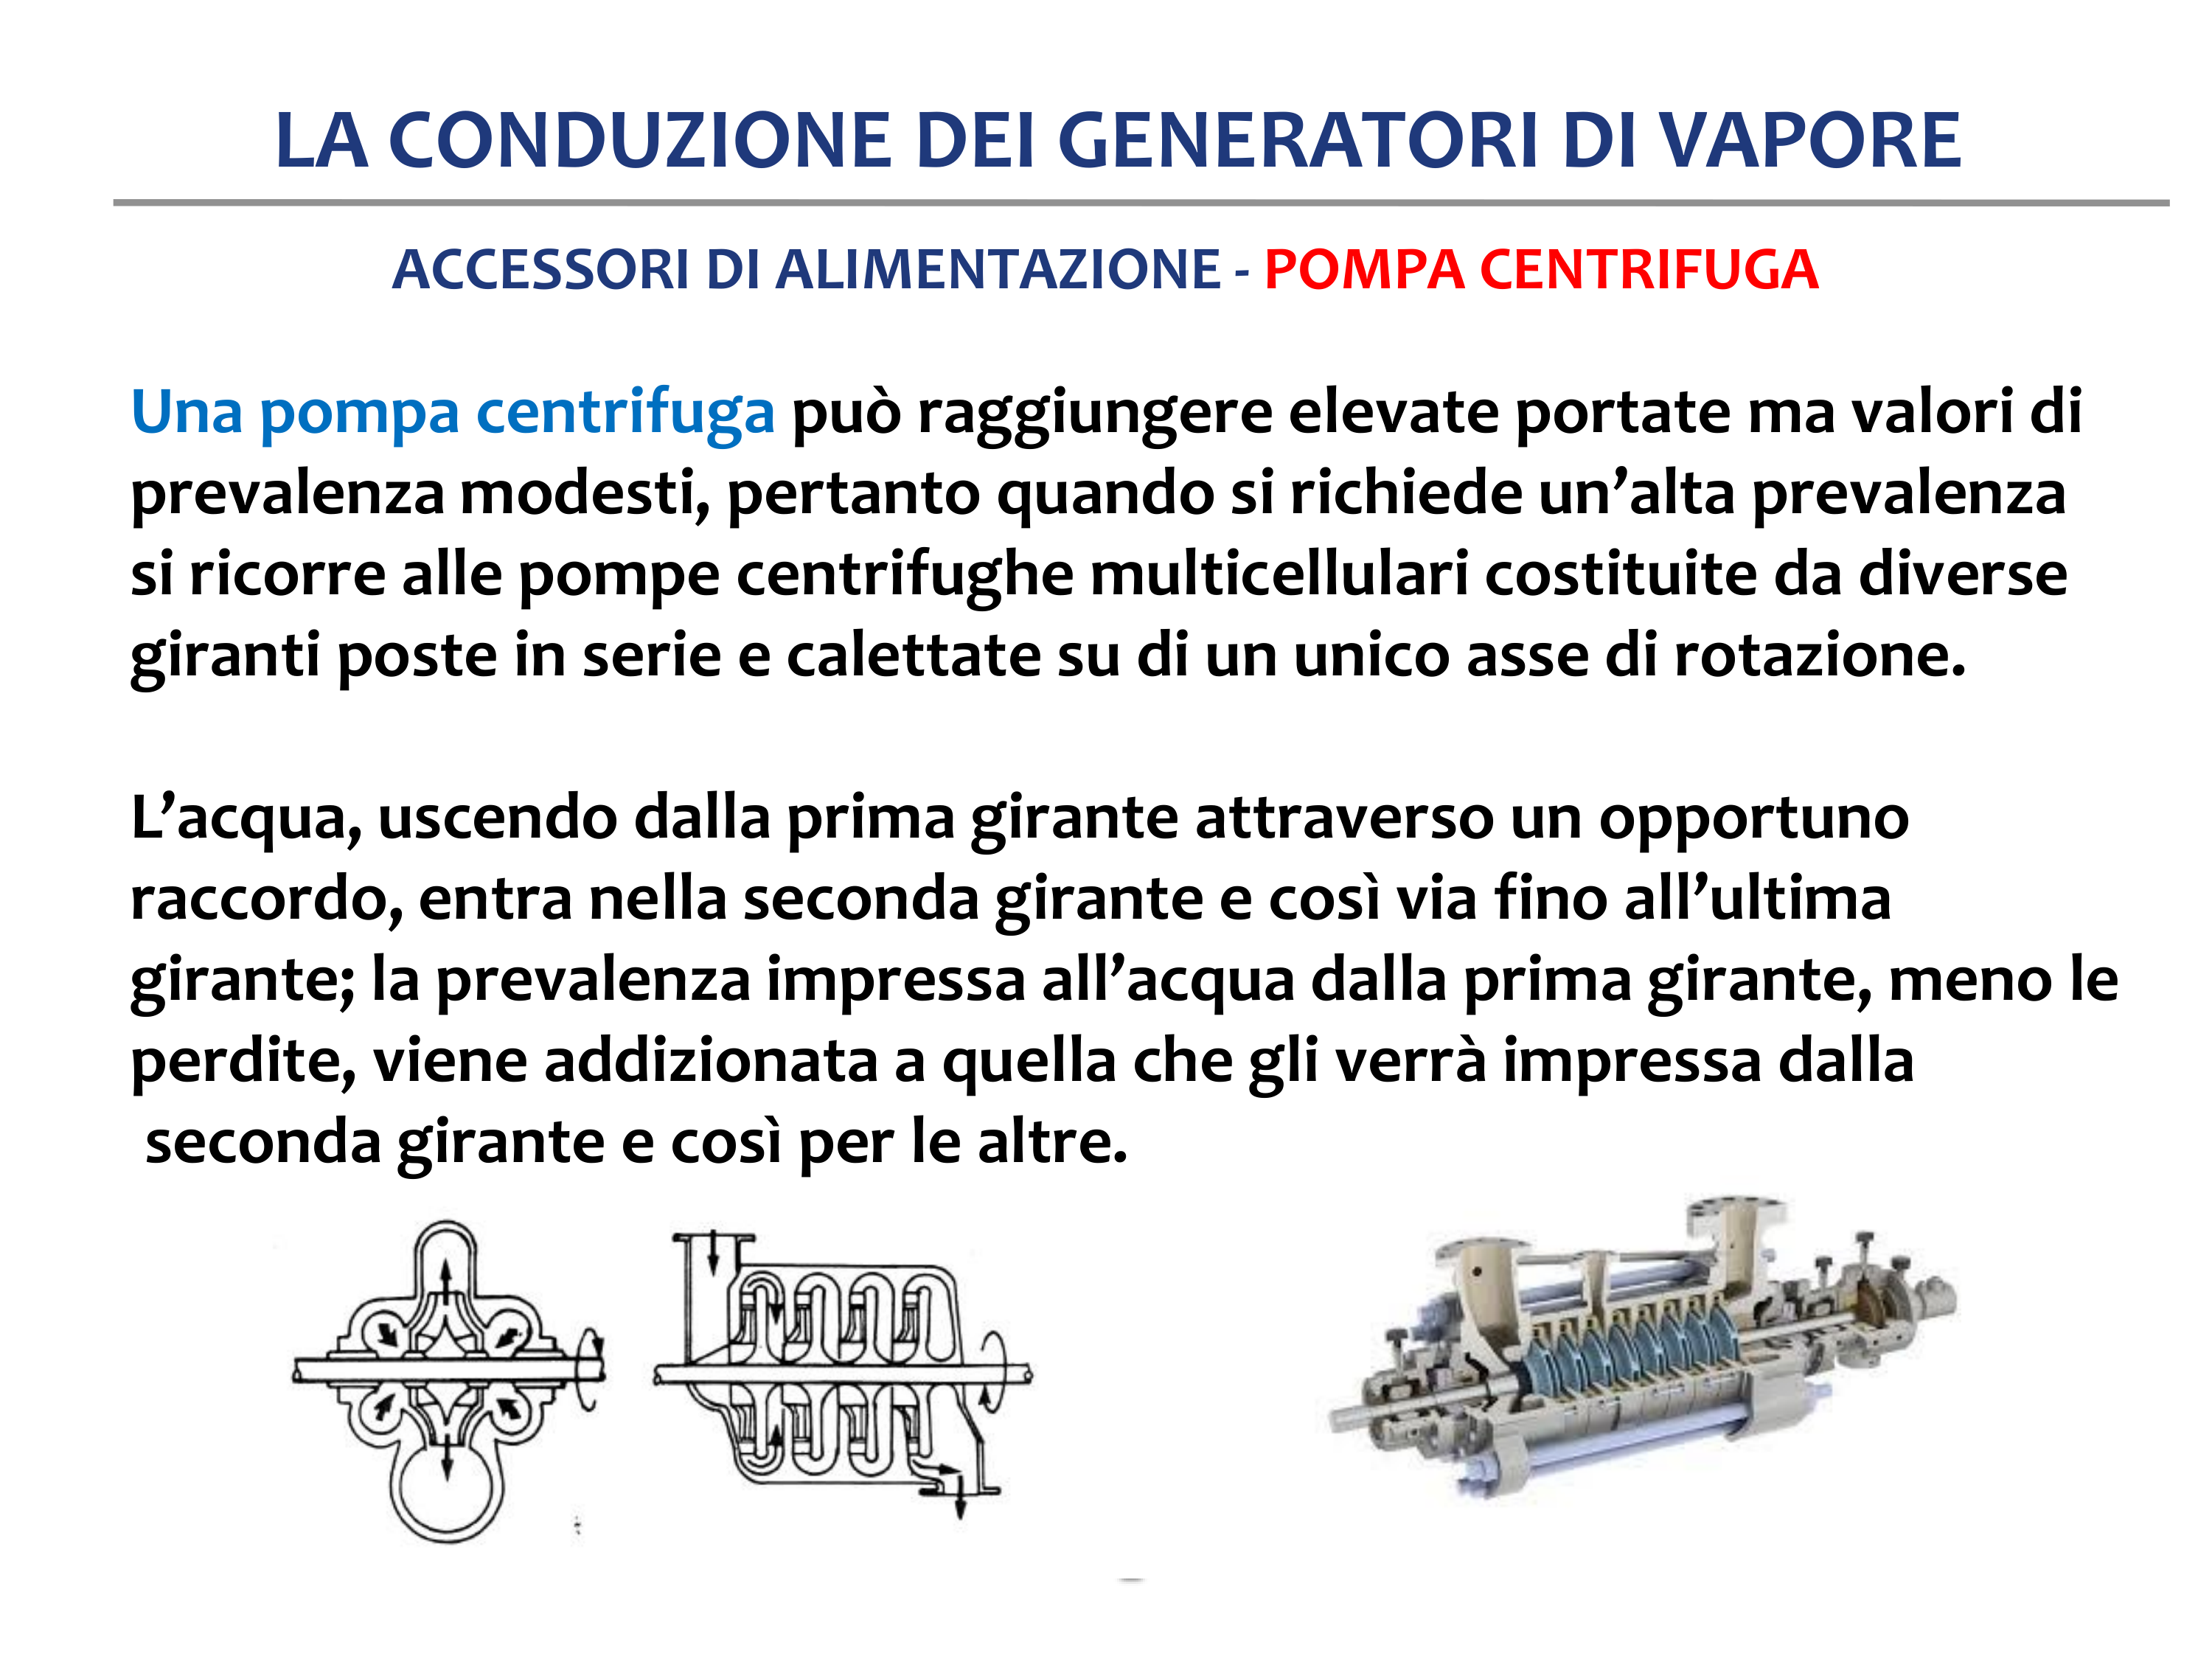 LA CONDUZIONE DEI GENERATORI DI VAPORE
ACCESSORI DI ALIMENTAZIONE - POMPA CENTRIFUGA
Una pompa centrifuga può raggiungere elevate portate ma valori di
prevalenza modesti, pertanto quando si richiede un’alta prevalenza
si ricorre alle pompe centrifughe multicellulari costituite da diverse
giranti poste in serie e calettate su di un unico asse di rotazione.
L’acqua, uscendo dalla prima girante attraverso un opportuno
raccordo, entra nella seconda girante e così via fino all’ultima
girante; la prevalenza impressa all’acqua dalla prima girante, meno le
perdite, viene addizionata a quella che gli verrà impressa dalla
seconda girante e così per le altre.